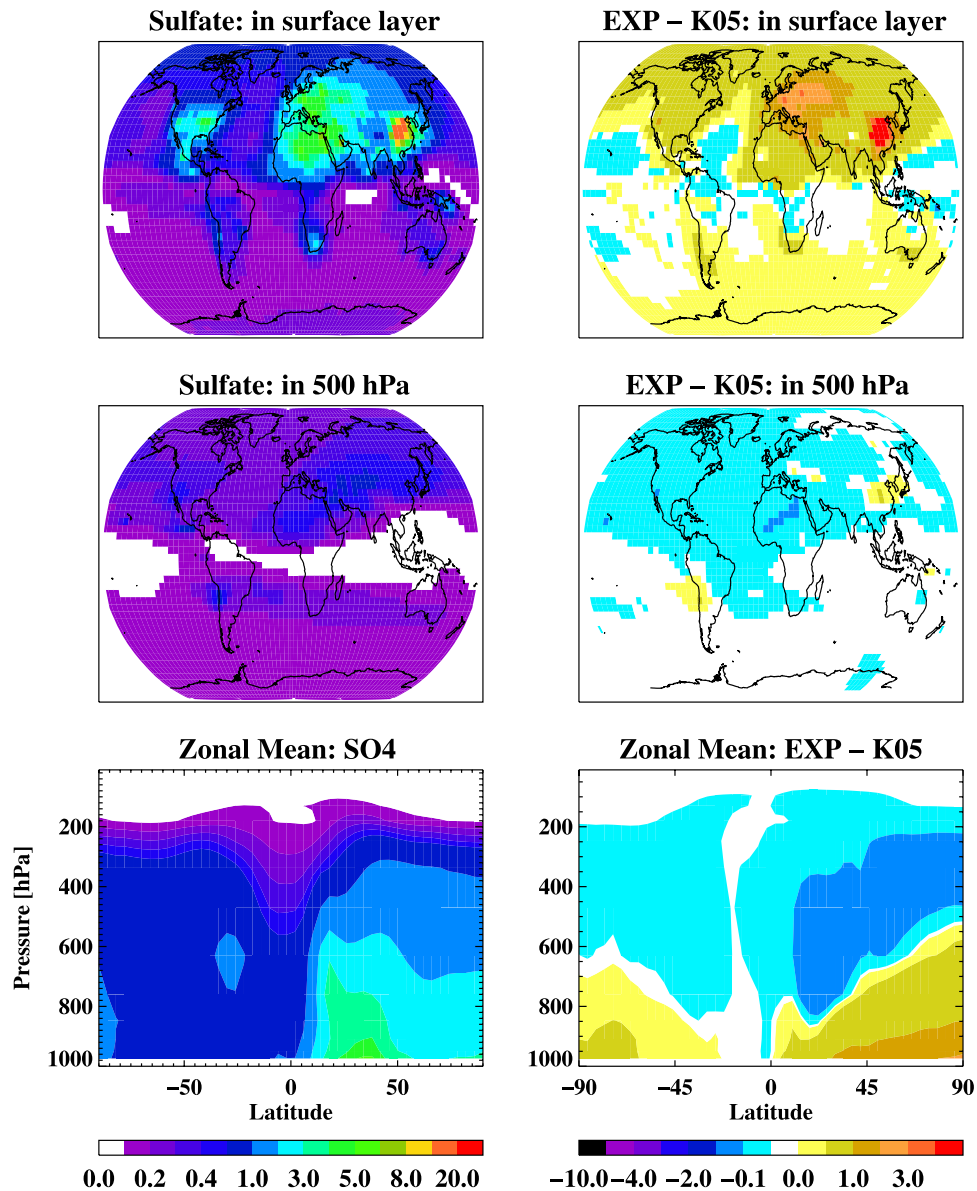 Sulfate: in surface layer
EXP − K05: in surface layer
Sulfate: in 500 hPa
EXP − K05: in 500 hPa
Zonal Mean: SO4
Zonal Mean: EXP − K05
Pressure [hPa]
200
400
600
800
1000
−50 0 50
Latitude
200
400
600
800
1000
−90 −45 0 45 90
Latitude
0.0 0.2 0.4 1.0 3.0 5.0 8.0 20.0
−10.0 −4.0 −2.0 −0.1 0.0 1.0 3.0